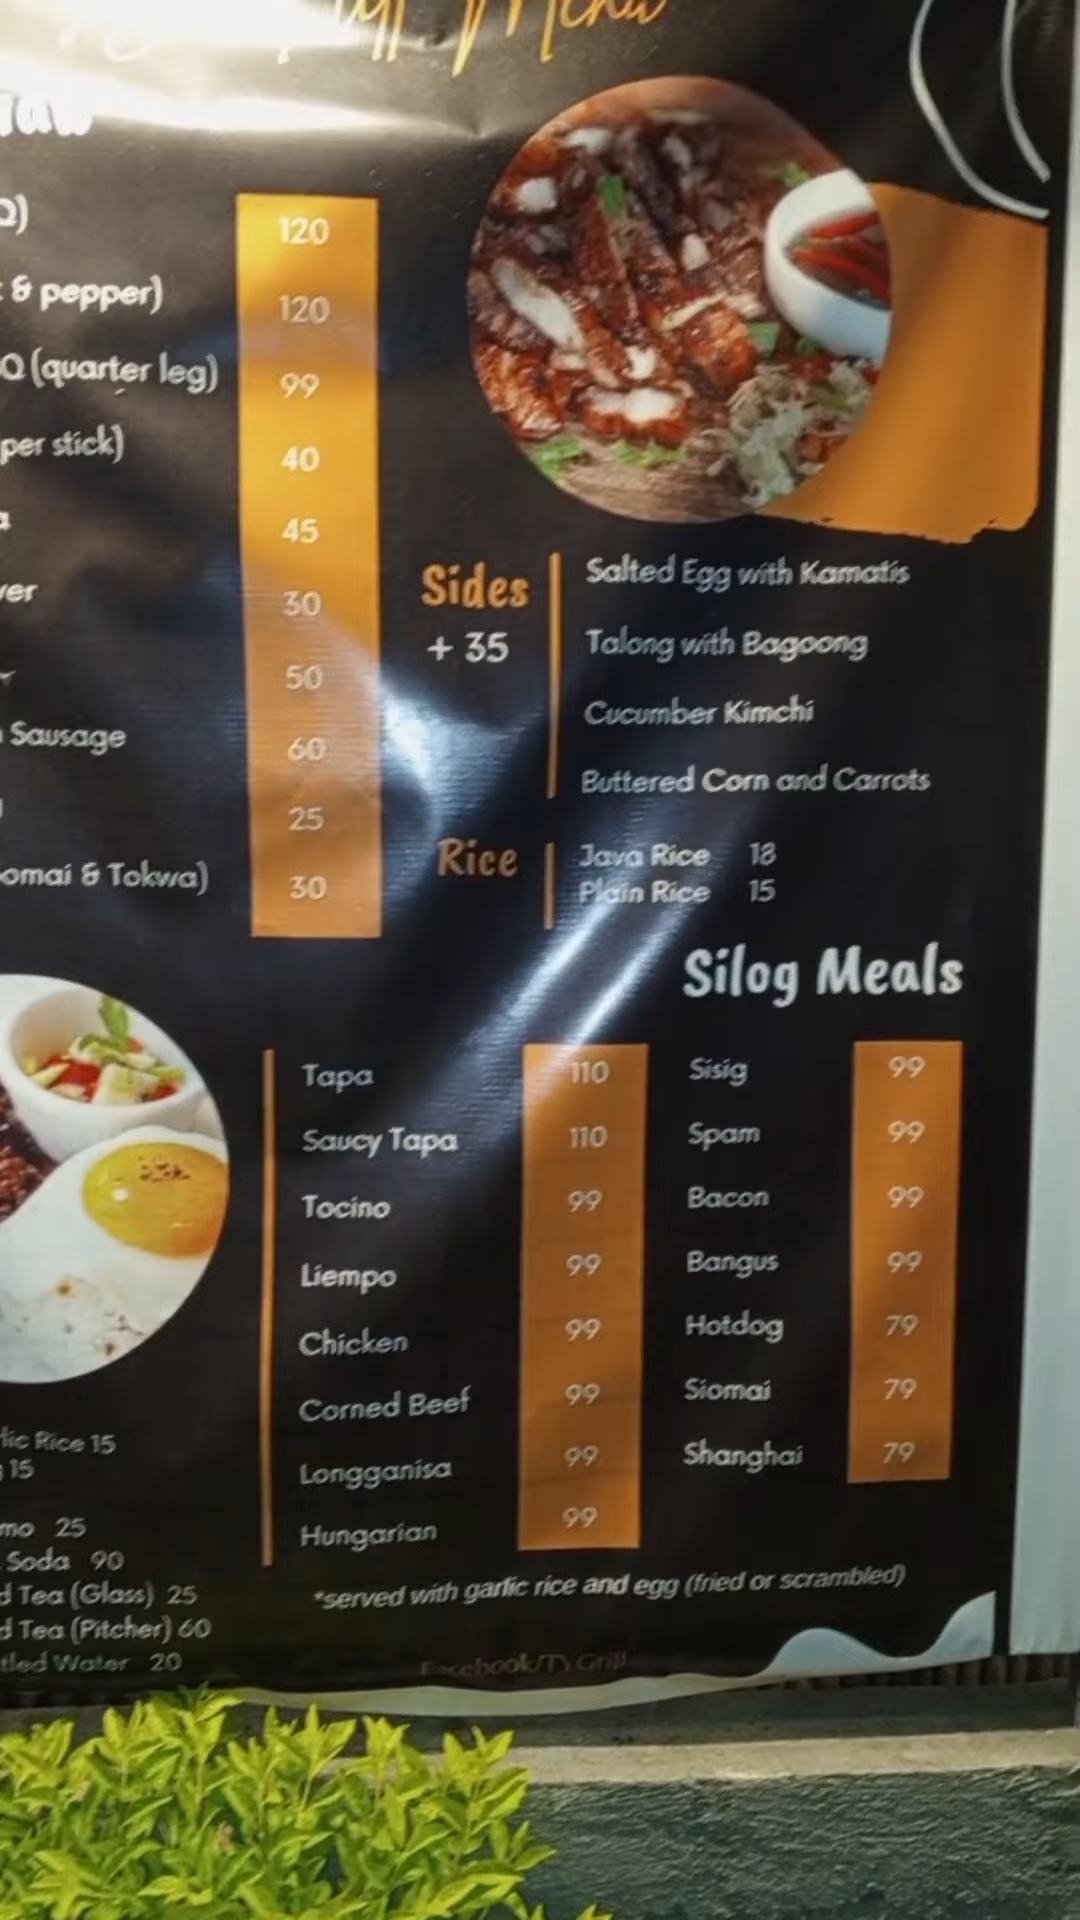 Menu
120
& pepper) 120
(quarter leg) 99
per stick) 40
45
30
50
Sausage 60
25
& Tokwa) 30
Sides
+ 35
Salted Egg with Kamatis
Talong with Bagoong
Cucumber Kimchi
Buttered Corn and Carrots
Rice
Java Rice 18
Plain Rice 15
Silog Meals
Tapa 110
Saucy Tapa 110
Tocino 99
Liempo 99
Chicken 99
Corned Beef 99
Longganisa 99
Hungarian 99
Sisig 99
Spam 99
Bacon 99
Bangus 99
Hotdog 79
Siomai 79
Shanghai 79
*served with garlic rice and egg (fried or scrambled)
Rice 15
15
25
Soda 90
Tea (Glass) 25
Tea (Pitcher) 60
Water 20